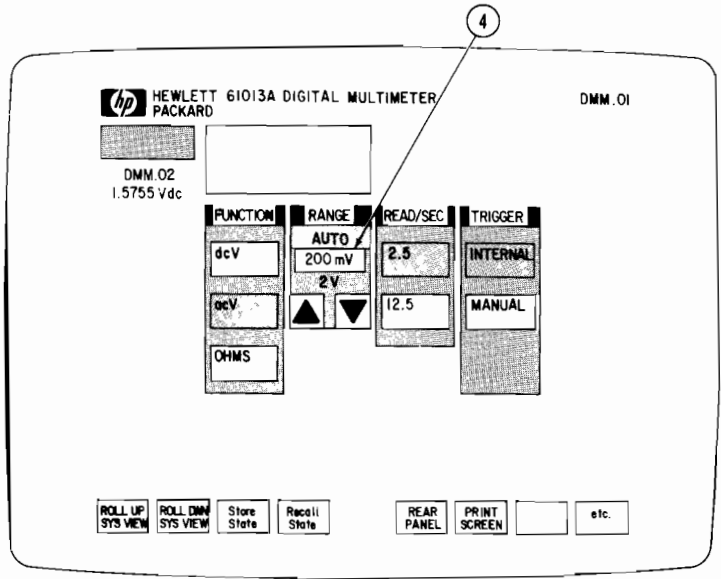 4
hp HEWLETT 61013A DIGITAL MULTIMETER
PACKARD
DMM.01
DMM.02
1.5755 Vdc
FUNCTION
dcV
acV
OHMS
RANGE
AUTO
200 mV
2V
READ/SEC
2.5
12.5
TRIGGER
INTERNAL
MANUAL
ROLL UP
SYS VIEW
ROLL DWN
SYS VIEW
Store
State
Recall
State
REAR
PANEL
PRINT
SCREEN
etc.